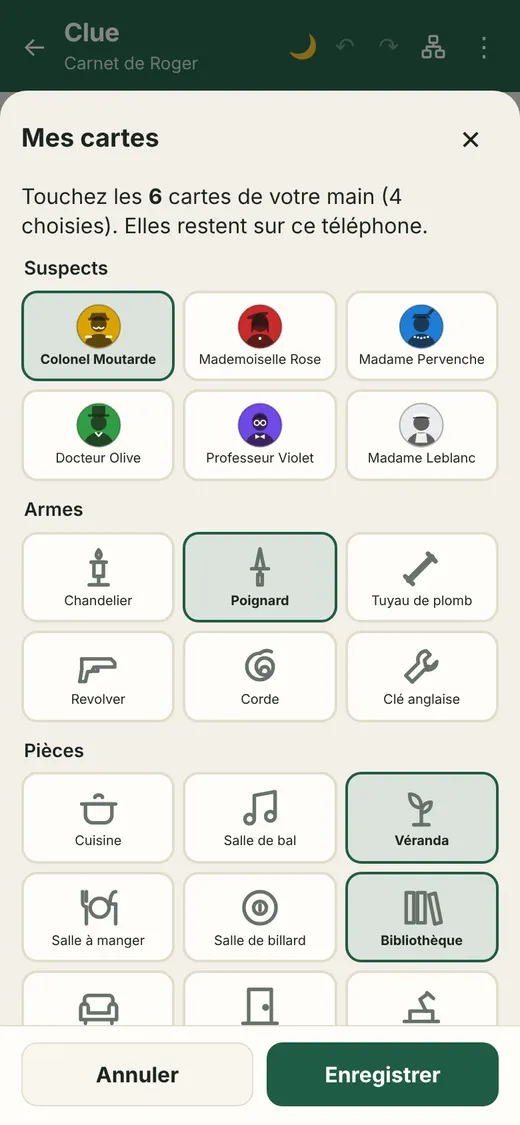 Clue
Carnet de Roger
Mes cartes
Touchez les 6 cartes de votre main (4
choisies). Elles restent sur ce téléphone.
Suspects
Colonel Moutarde
Mademoiselle Rose
Madame Pervenche
Docteur Olive
Professeur Violet
Madame Leblanc
Armes
Chandelier
Poignard
Tuyau de plomb
Revolver
Corde
Clé anglaise
Pièces
Cuisine
Salle de bal
Véranda
Salle à manger
Salle de billard
Bibliothèque
Annuler
Enregistrer